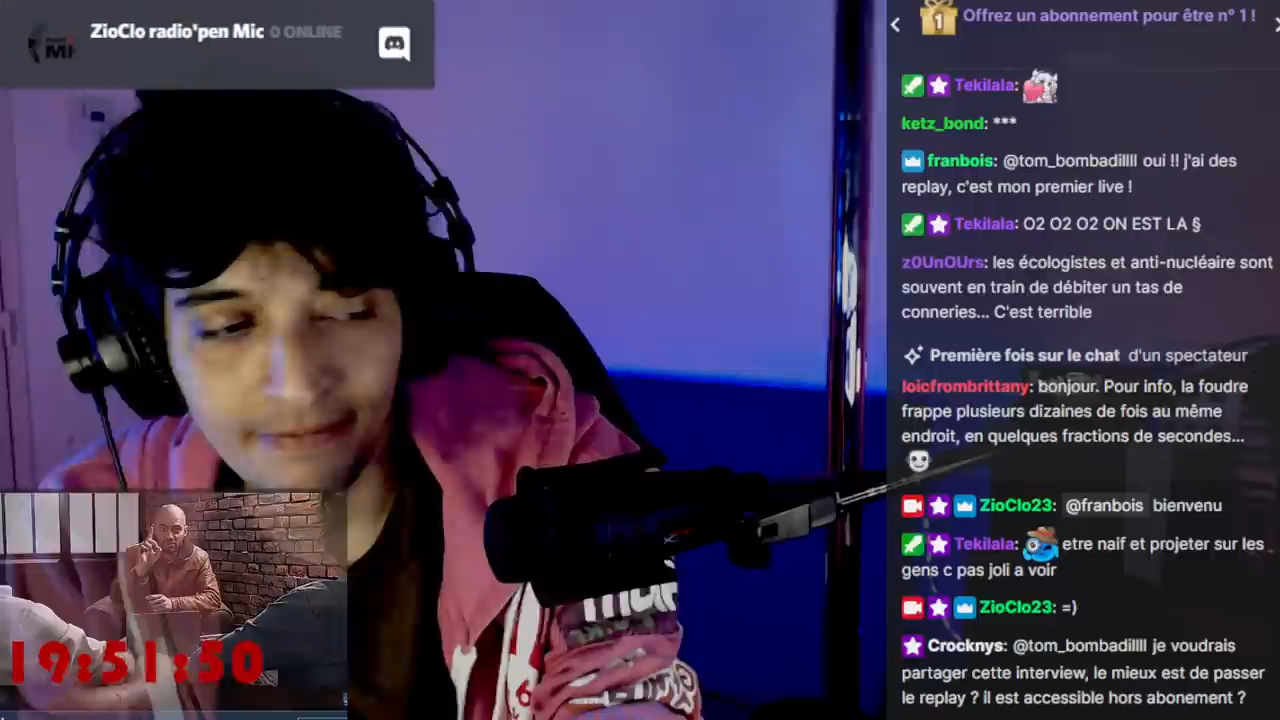 ZioClo radio'pen Mic 0 ONLINE
MI
1 Offrez un abonnement pour être n° 1 !
Tekilala:
ketz_bond: ***
franbois: @tom_bombadillll oui !! j'ai des
replay, c'est mon premier live !
Tekilala: O2 O2 O2 ON EST LA §
z0UnOUrs: les écologistes et anti-nucléaire sont
souvent en train de débiter un tas de
conneries... C'est terrible
Première fois sur le chat d'un spectateur
loicfrombrittany: bonjour. Pour info, la foudre
frappe plusieurs dizaines de fois au même
endroit, en quelques fractions de secondes...
ZioClo23: @franbois bienvenu
Tekilala: etre naif et projeter sur les
gens c pas joli a voir
ZioClo23: =)
Crocknys: @tom_bombadillll je voudrais
partager cette interview, le mieux est de passer
le replay ? il est accessible hors abonement ?
19:51:50